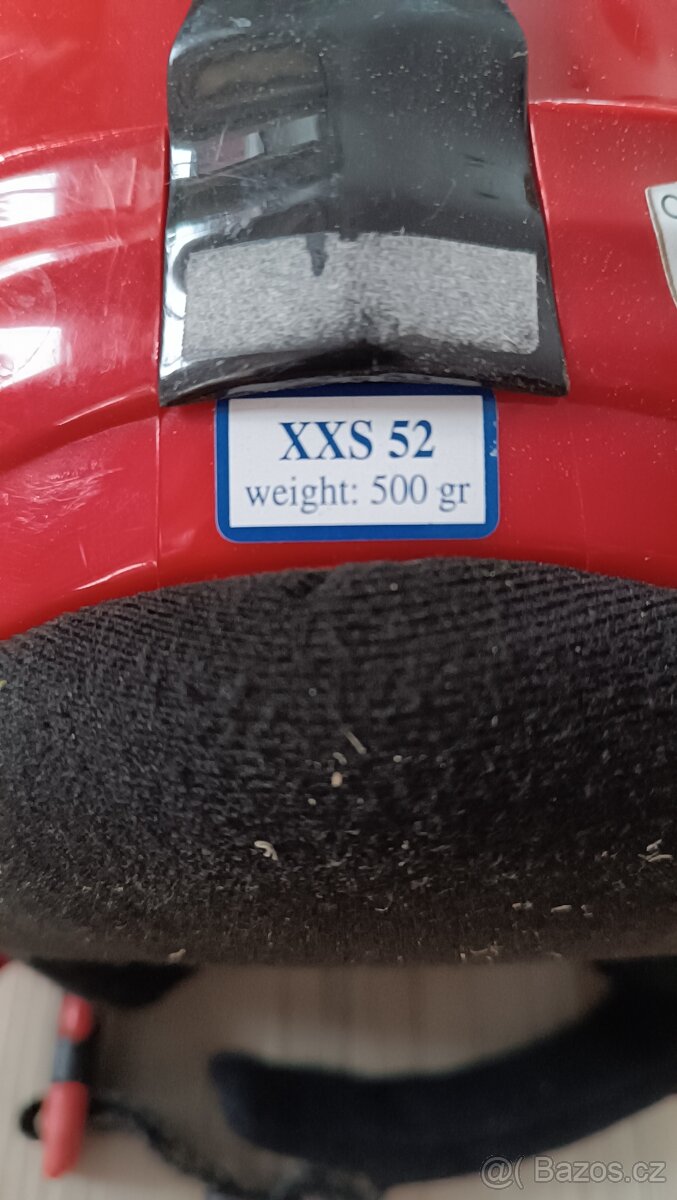 XXS 52
weight: 500 gr
@( Bazos.cz